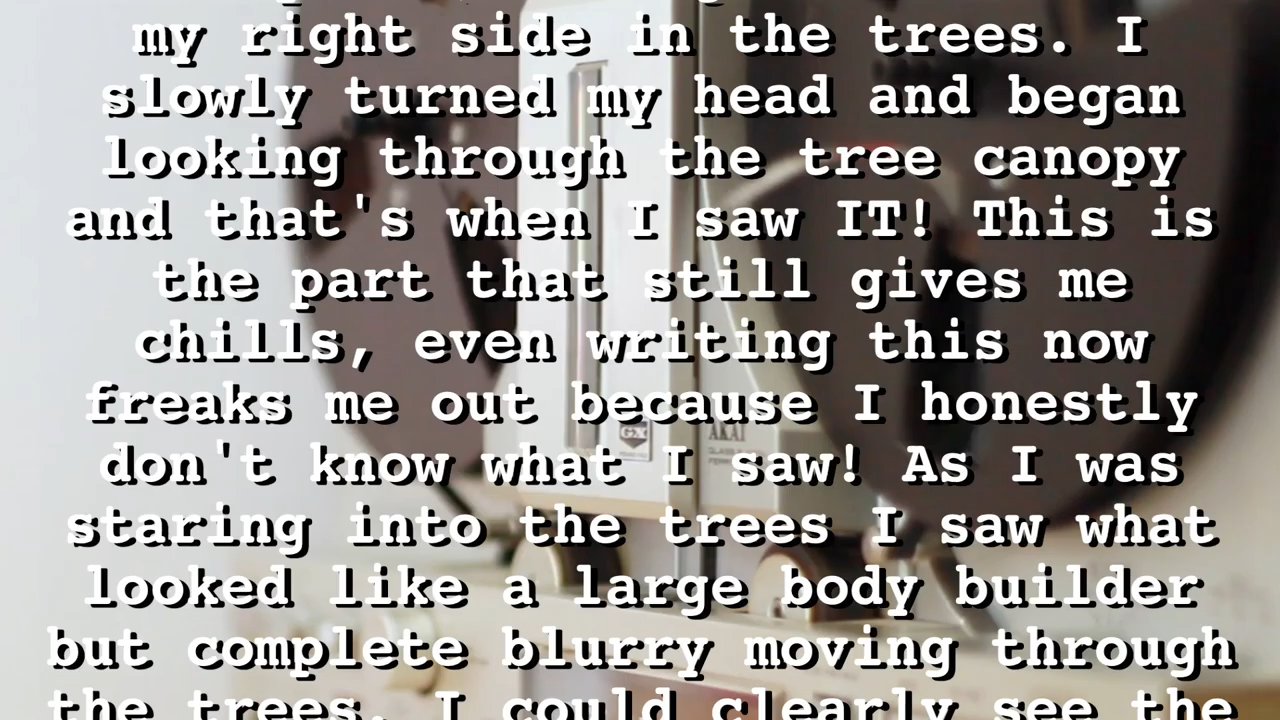 my right side in the trees. I
slowly turned my head and began
looking through the tree canopy
and that's when I saw IT! This is
the part that still gives me
chills, even writing this now
freaks me out because I honestly
don't know what I saw! As I was
staring into the trees I saw what
looked like a large body builder
but complete blurry moving through
the trees. I could clearly see the
GX
AKAI